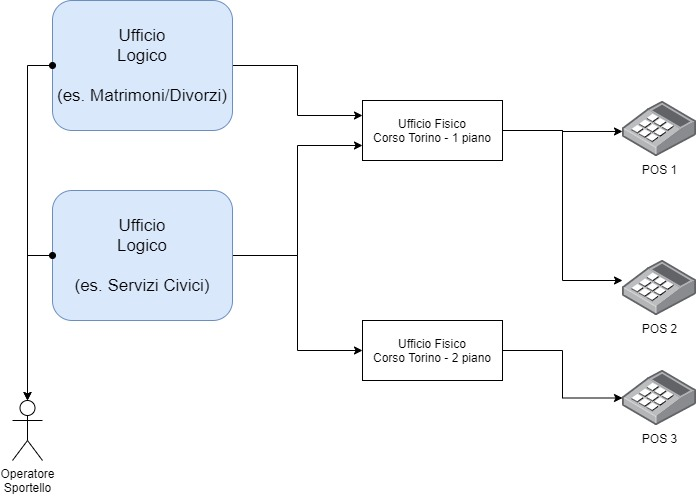 Ufficio
Logico
(es. Matrimoni/Divorzi)
Ufficio Fisico
Corso Torino - 1 piano
POS 1
Ufficio
Logico
(es. Servizi Civici)
POS 2
Ufficio Fisico
Corso Torino - 2 piano
POS 3
Operatore
Sportello